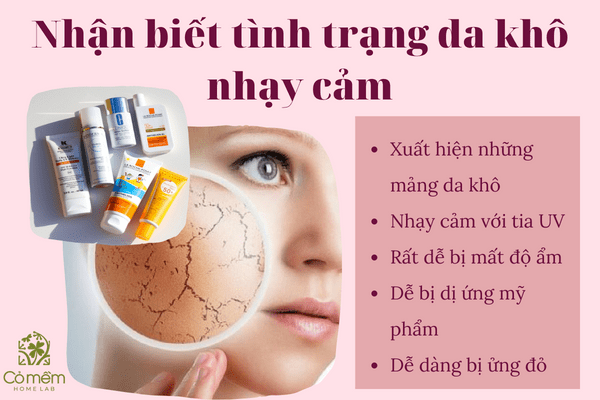 Nhận biết tình trạng da khô
nhạy cảm
• Xuất hiện những
mảng da khô
• Nhạy cảm với tia UV
• Rất dễ bị mất độ ẩm
• Dễ bị dị ứng mỹ
phẩm
• Dễ dàng bị ửng đỏ
Cỏ mềm
HOME LAB